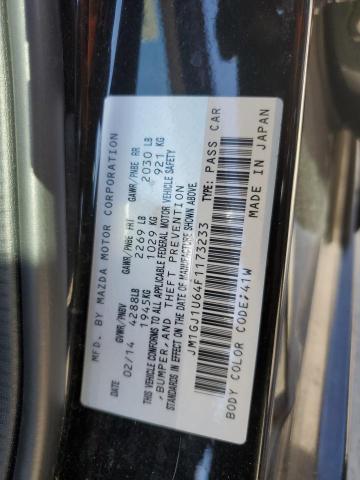 MFD. BY MAZDA MOTOR CORPORATION
DATE GVWR/PNBV GAWR/PNBE FRT GAWR/PNBE RR
02/14 4288LB 2269 LB 2030 LB
1945KG 1029 KG 921 KG
THIS VEHICLE CONFORMS TO ALL APPLICABLE FEDERAL MOTOR VEHICLE SAFETY
,BUMPER,AND THEFT PREVENTION
STANDARDS IN EFFECT ON THE DATE OF MANUFACTURE SHOWN ABOVE
JM1GJ1U64F1173233 TYPE: PASS CAR
BODY COLOR CODE:41W MADE IN JAPAN